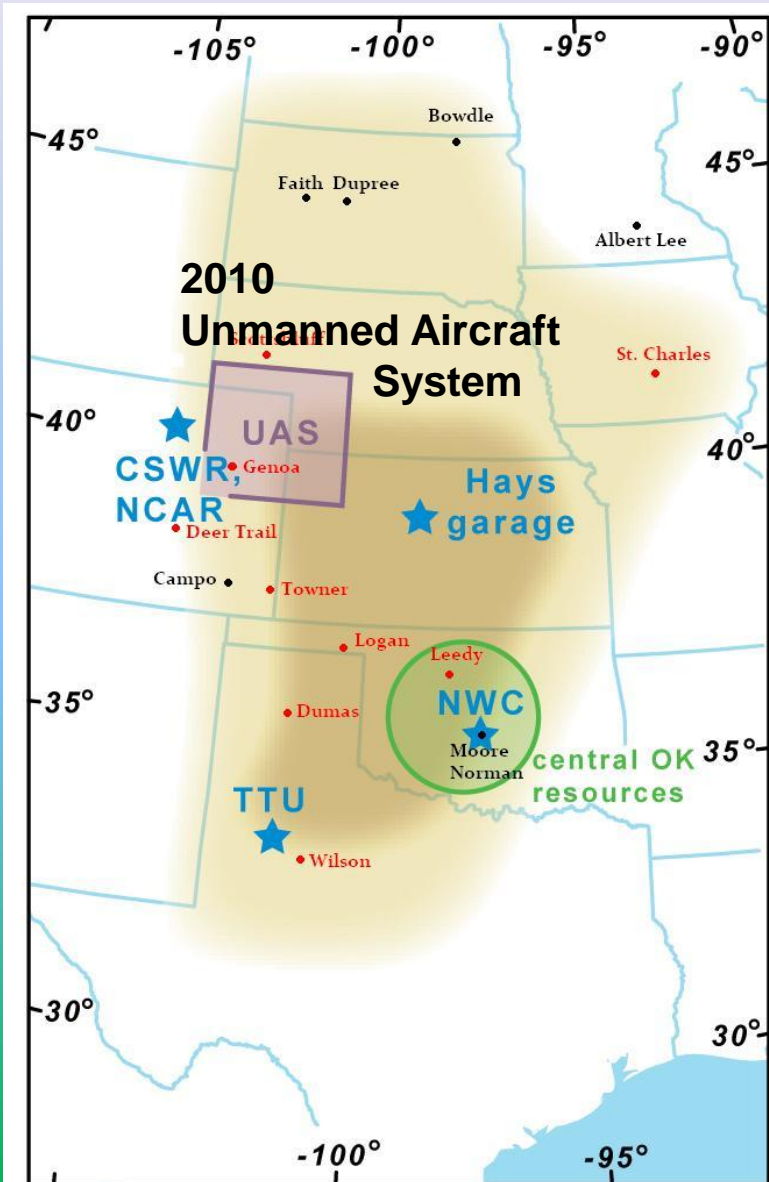 -105°
-100°
-95°
-90°
45°
45°
Bowdle
Faith Dupree
Albert Lee
2010
Unmanned Aircraft
System
St. Charles
40°
40°
UAS
CSWR,
NCAR
Genoa
Hays
garage
Deer Trail
Campo
Towner
Logan
Leedy
35°
35°
Dumas
NWC
Moore
Norman
central OK
resources
TTU
Wilson
30°
30°
-100°
-95°